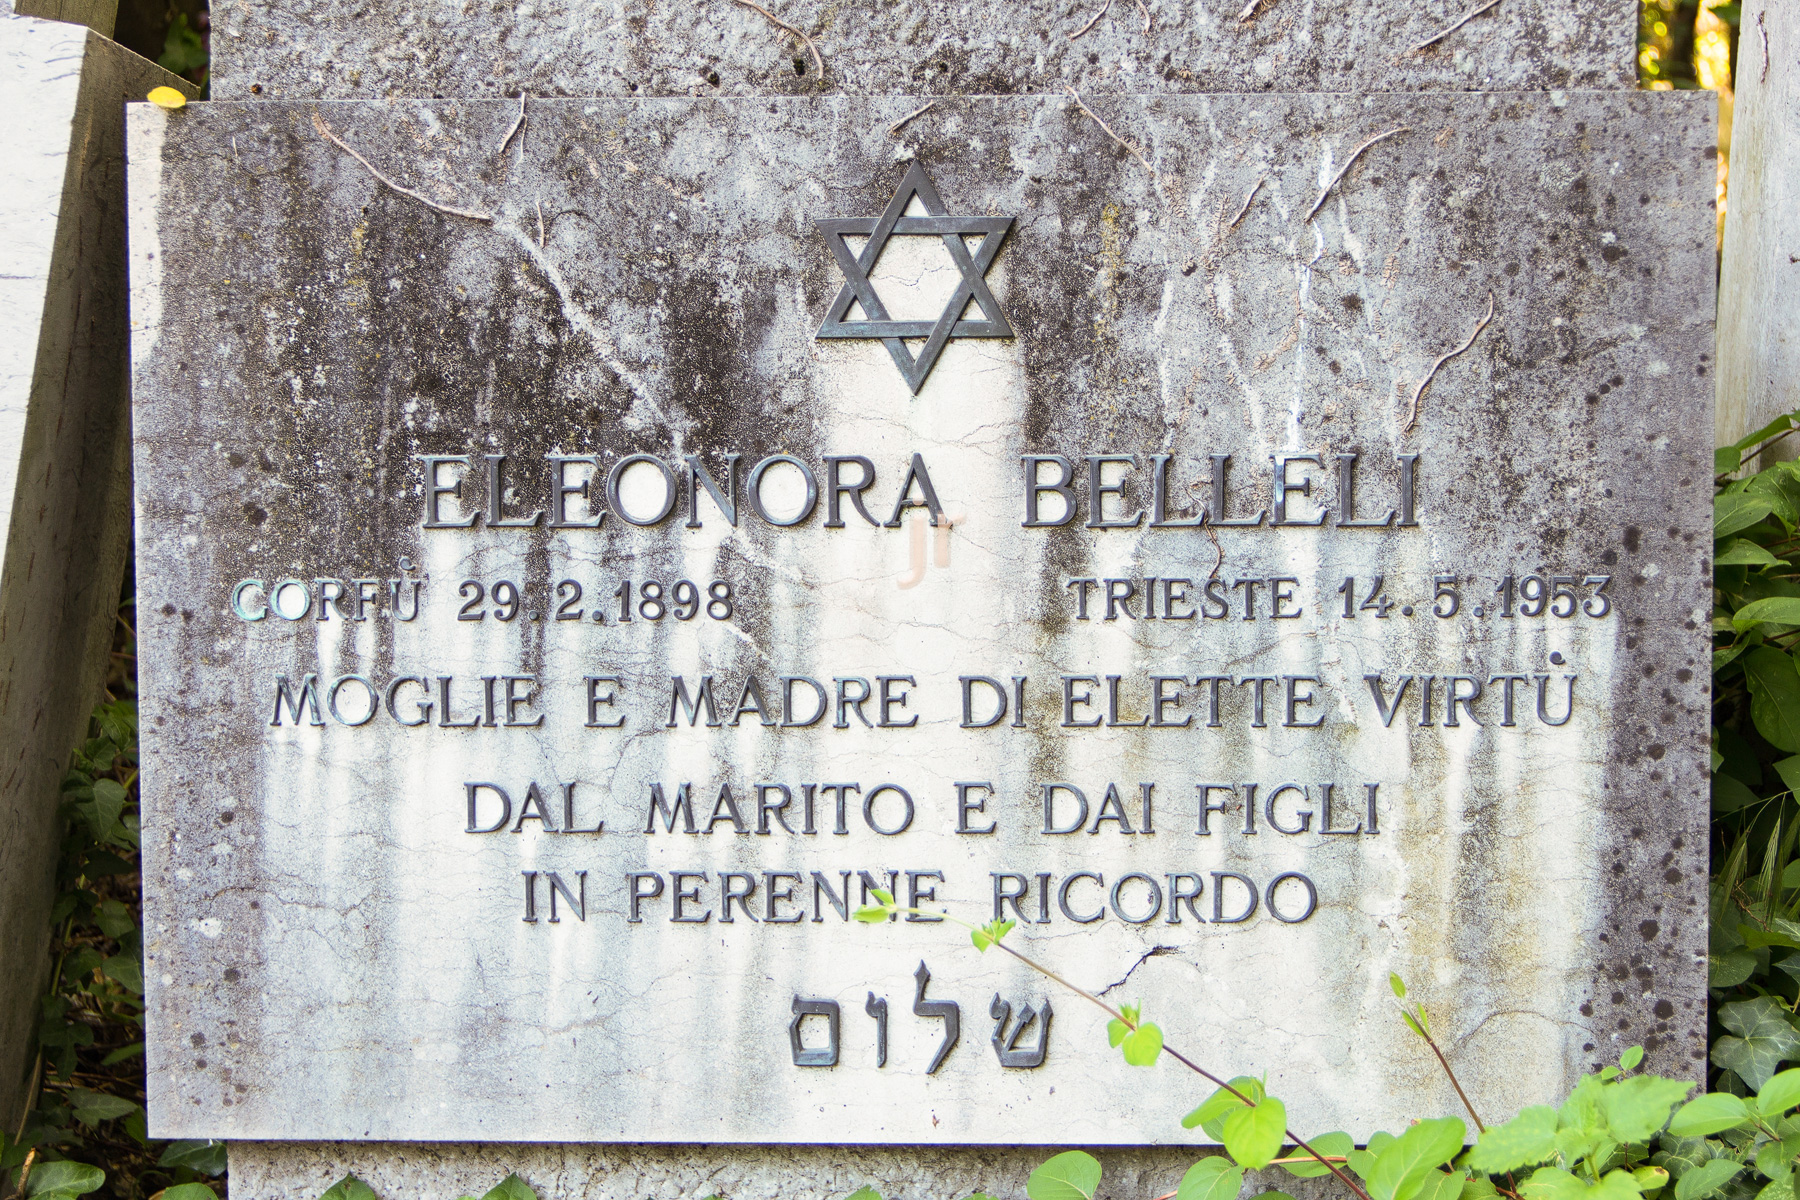 ELEONORA BELLELI
CORFÙ 29.2.1898 TRIESTE 14.5.1953
MOGLIE E MADRE DI ELETTE VIRTÙ
DAL MARITO E DAI FIGLI
IN PERENNE RICORDO
שלום